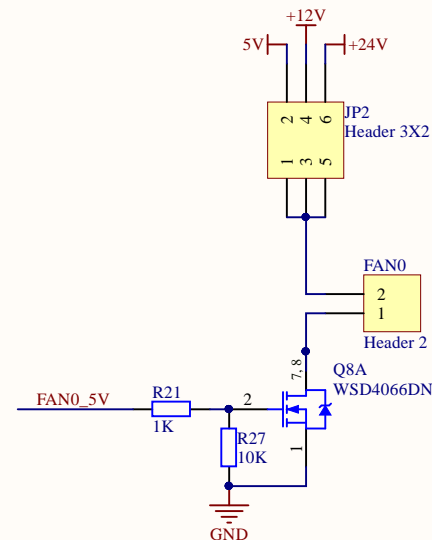 +12V
5V
+24V
JP2
Header 3X2
2
4
6
1
3
5
FAN0
2
1
Header 2
7, 8
Q8A
WSD4066DN
R21
2
FAN0_5V
1K
R27
10K
1
GND